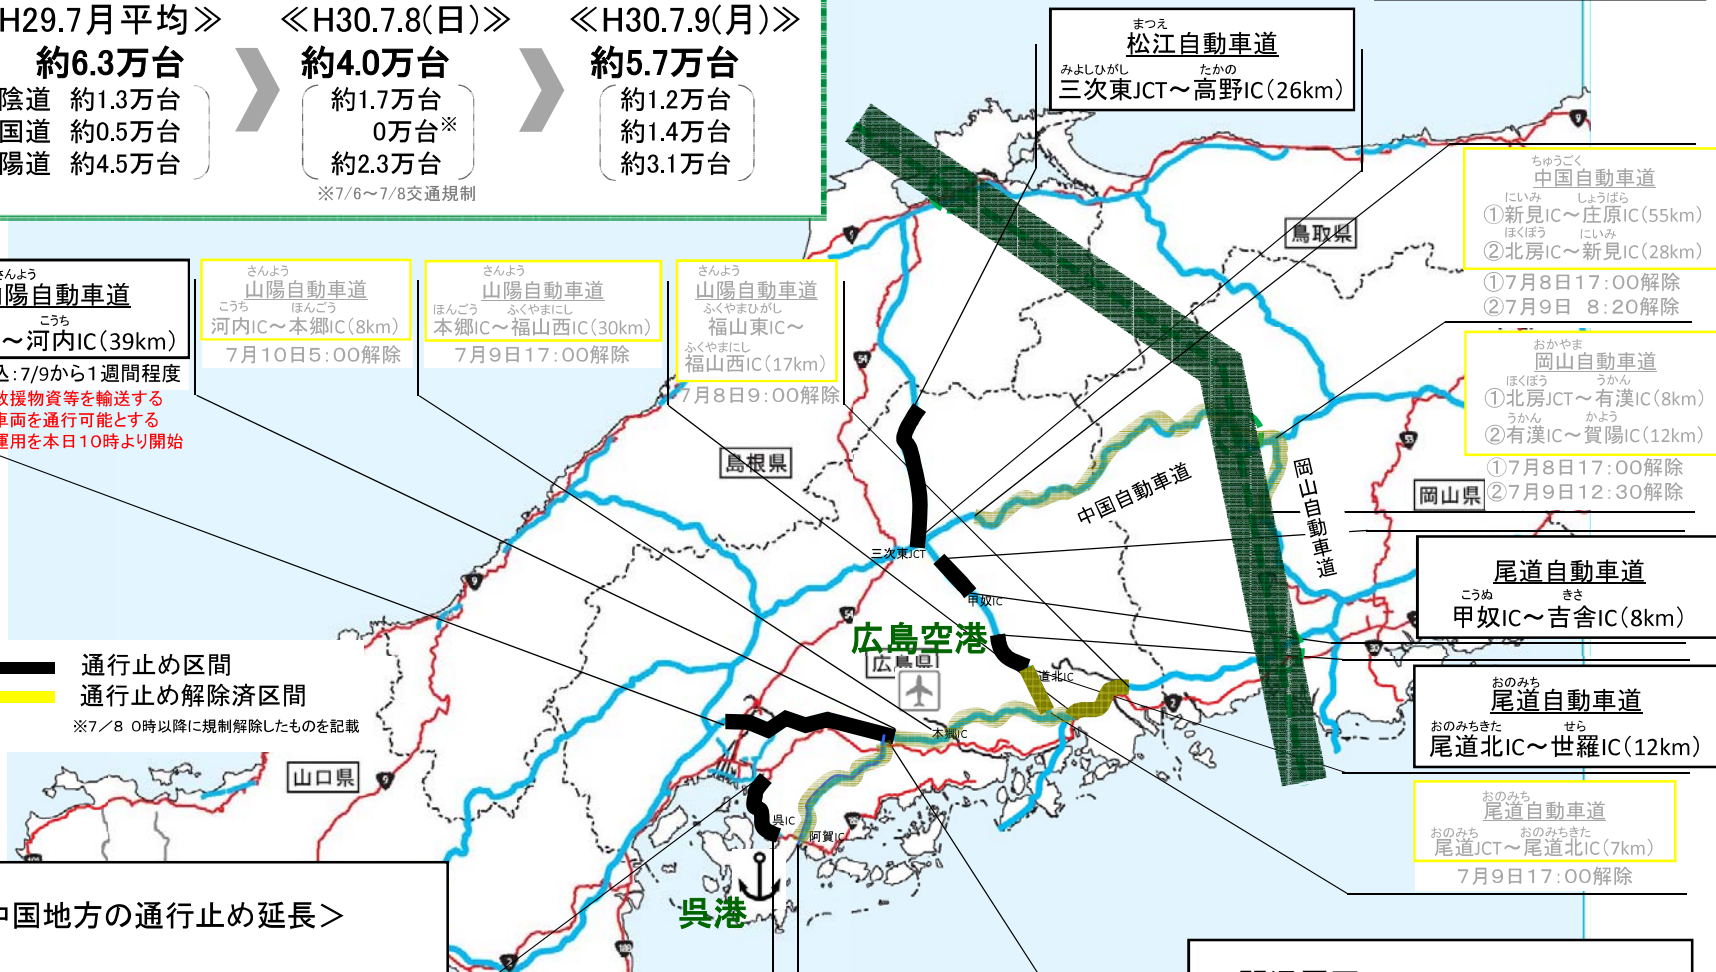 H29.7月平均≫
約6.3万台
陰道 約1.3万台
国道 約0.5万台
陽道 約4.5万台
≪H30.7.8(日)≫
約4.0万台
約1.7万台
0万台※
約2.3万台
※7/6～7/8交通規制
≪H30.7.9(月)≫
約5.7万台
約1.2万台
約1.4万台
約3.1万台
まつえ
松江自動車道
みよしひがし たかの
三次東JCT～高野IC(26km)
ちゅうごく
中国自動車道
にいみ しょうばら
①新見IC～庄原IC(55km)
ほくぼう にいみ
②北房IC～新見IC(28km)
①7月8日17:00解除
②7月9日 8:20解除
さんよう
陽自動車道
こうち
～河内IC(39km)
込:7/9から1週間程度
救援物資等を輸送する
車両を通行可能とする
運用を本日10時より開始
さんよう
山陽自動車道
こうち ほんごう
河内IC～本郷IC(8km)
7月10日5:00解除
さんよう
山陽自動車道
ほんごう ふくやまにし
本郷IC～福山西IC(30km)
7月9日17:00解除
さんよう
山陽自動車道
ふくやまひがし
福山東IC～
ふくやまにし
福山西IC(17km)
7月8日9:00解除
おかやま
岡山自動車道
ほくぼう うかん
①北房JCT～有漢IC(8km)
うかん かよう
②有漢IC～賀陽IC(12km)
①7月8日17:00解除
②7月9日12:30解除
鳥取県
島根県
岡山県
広島県
山口県
中国自動車道
岡山自動車道
三次東JCT
甲奴IC
広島空港
道北IC
本郷IC
呉IC
阿賀IC
呉港
9
9
54
54
53
9
9
30
2
2
尾道自動車道
こうぬ きさ
甲奴IC～吉舎IC(8km)
おのみち
尾道自動車道
おのみちきた せら
尾道北IC～世羅IC(12km)
おのみち
尾道自動車道
おのみち おのみちきた
尾道JCT～尾道北IC(7km)
7月9日17:00解除
通行止め区間
通行止め解除済区間
※7／8 0時以降に規制解除したものを記載
中国地方の通行止め延長＞